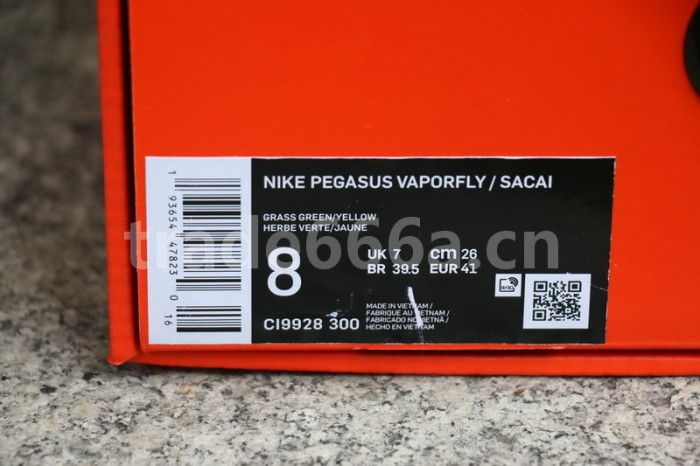 NIKE PEGASUS VAPORFLY / SACAI
GRASS GREEN/YELLOW
HERBE VERTE/JAUNE
trade666a.cn
8
UK 7 cm 26
BR 39.5 EUR 41
CI9928 300
MADE IN VIETNAM /
FABRIQUE AU VIETNAM /
FABRICADO NO VIETNÃ /
HECHO EN VIETNAM
1 93654 47823 0 16